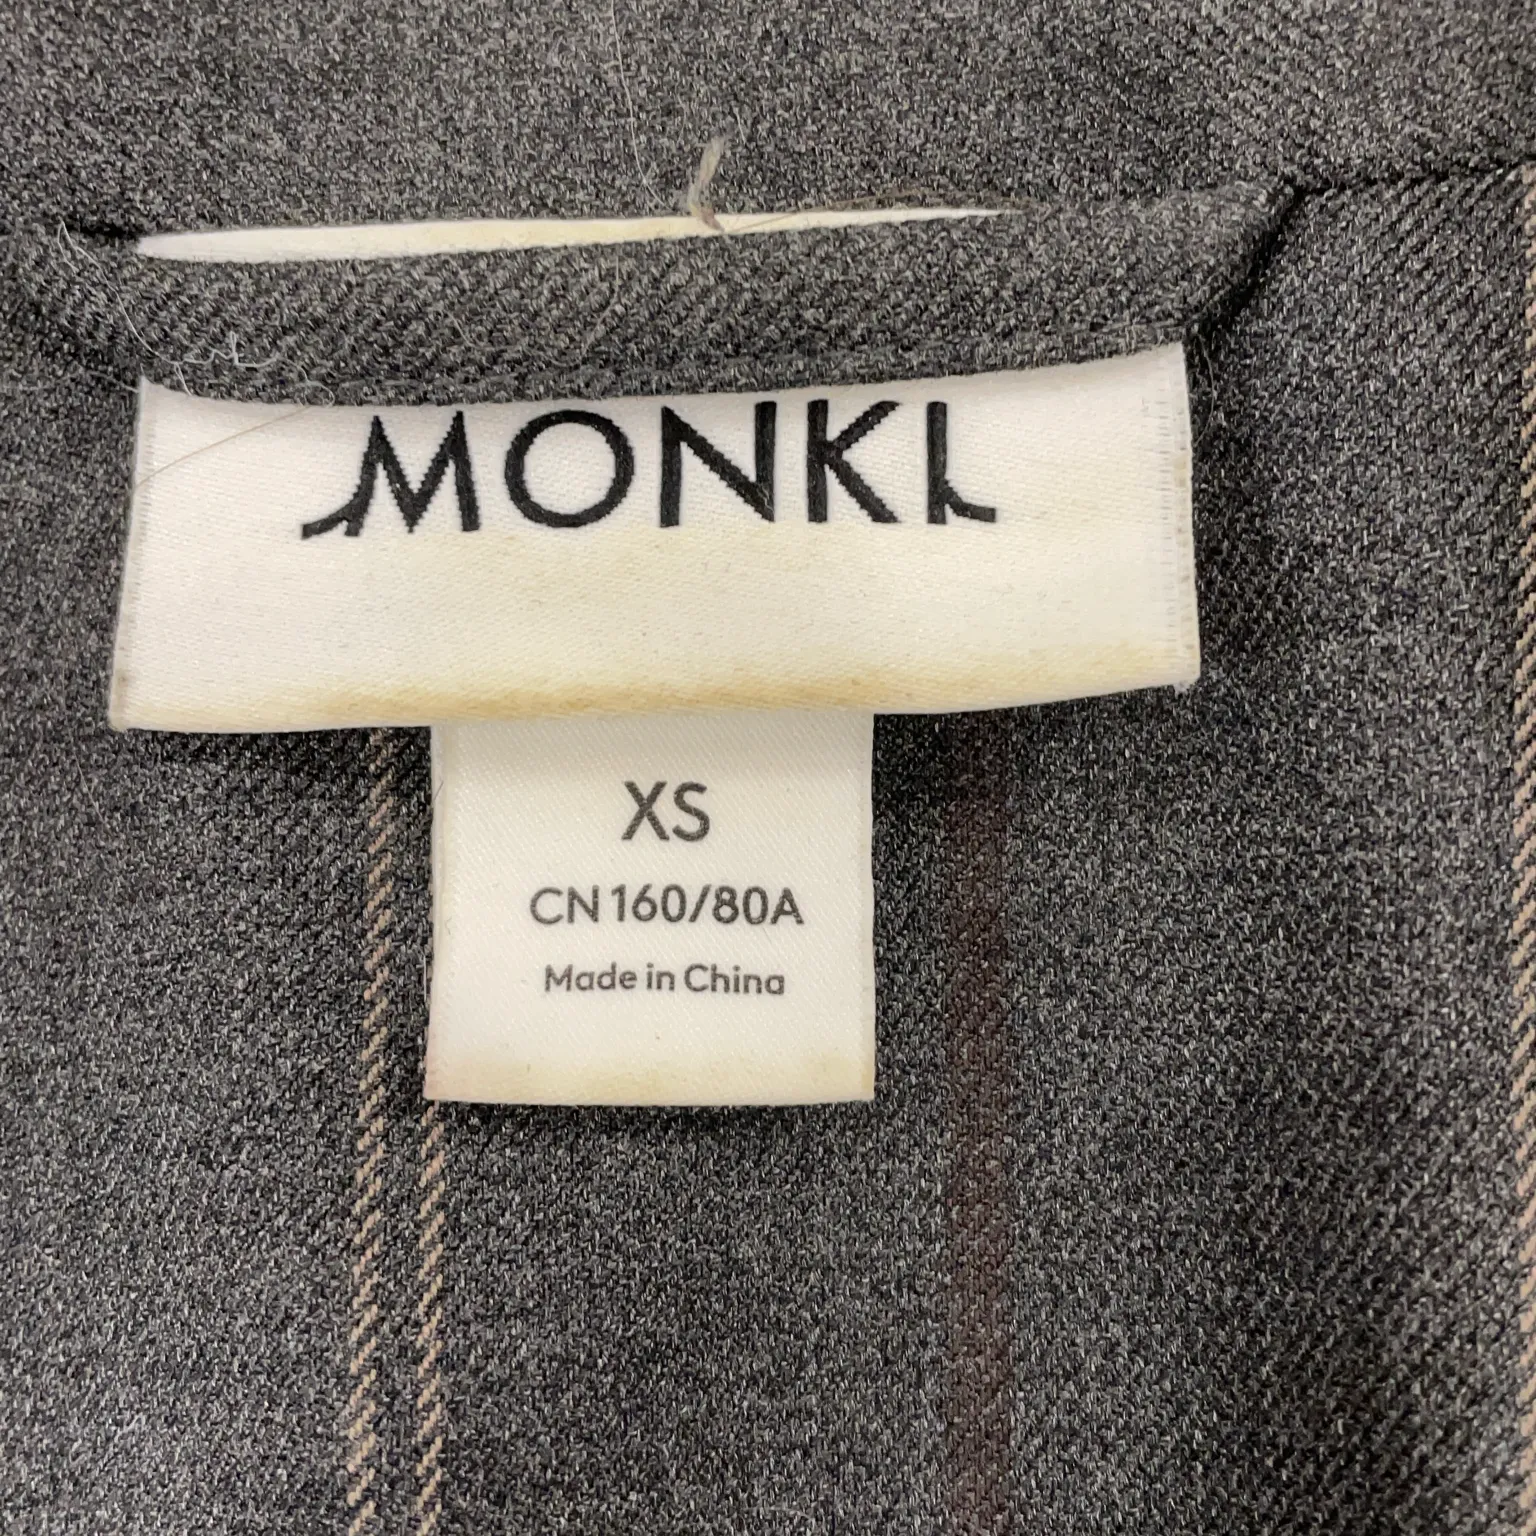 MONKI
XS
CN 160/80A
Made in China